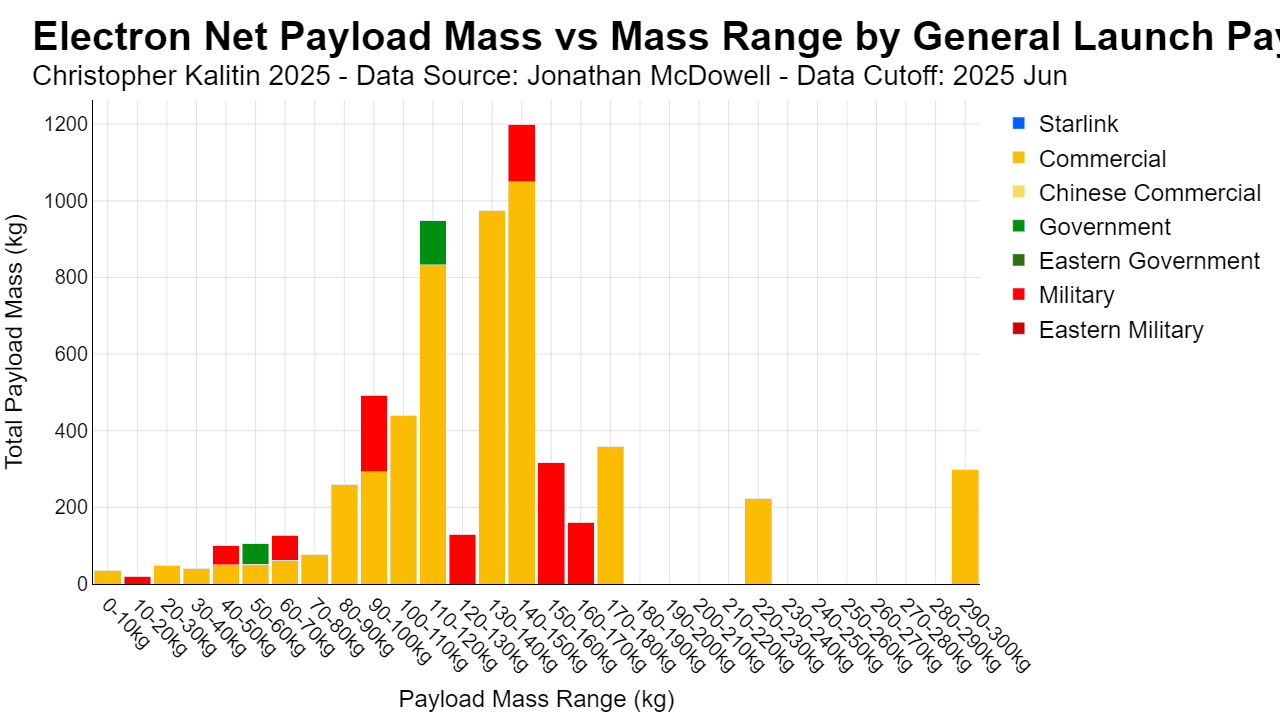 Electron Net Payload Mass vs Mass Range by General Launch Pay
Christopher Kalitin 2025 - Data Source: Jonathan McDowell - Data Cutoff: 2025 Jun
Total Payload Mass (kg)
1200
1000
800
600
400
200
0
0-10kg
10-20kg
20-30kg
30-40kg
40-50kg
50-60kg
60-70kg
70-80kg
80-90kg
90-100kg
100-110kg
110-120kg
120-130kg
130-140kg
140-150kg
150-160kg
160-170kg
170-180kg
180-190kg
190-200kg
200-210kg
210-220kg
220-230kg
230-240kg
240-250kg
250-260kg
260-270kg
270-280kg
280-290kg
290-300kg
Payload Mass Range (kg)
Starlink
Commercial
Chinese Commercial
Government
Eastern Government
Military
Eastern Military